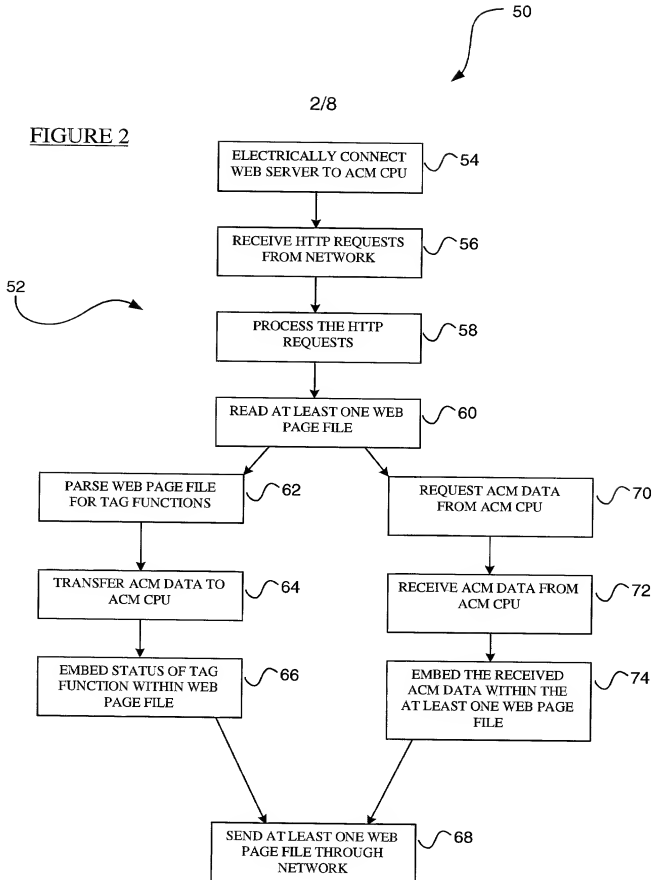 50
2/8
FIGURE 2
ELECTRICALLY CONNECT
WEB SERVER TO ACM CPU
54
RECEIVE HTTP REQUESTS
FROM NETWORK
56
52
PROCESS THE HTTP
REQUESTS
58
READ AT LEAST ONE WEB
PAGE FILE
60
PARSE WEB PAGE FILE
FOR TAG FUNCTIONS
62
REQUEST ACM DATA
FROM ACM CPU
70
TRANSFER ACM DATA TO
ACM CPU
64
RECEIVE ACM DATA FROM
ACM CPU
72
EMBED STATUS OF TAG
FUNCTION WITHIN WEB
PAGE FILE
66
EMBED THE RECEIVED
ACM DATA WITHIN THE
AT LEAST ONE WEB PAGE
FILE
74
SEND AT LEAST ONE WEB
PAGE FILE THROUGH
NETWORK
68